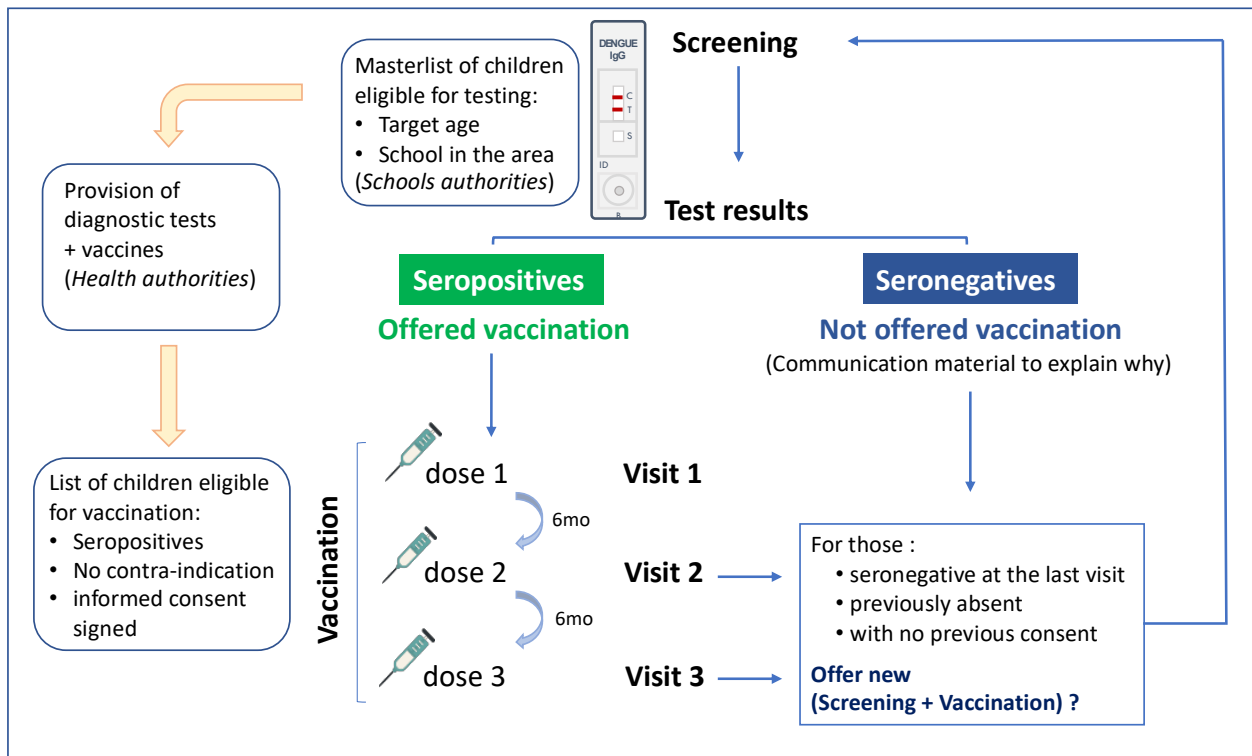 Masterlist of children
eligible for testing:
• Target age
• School in the area
(Schools authorities)
Provision of
diagnostic tests
+ vaccines
(Health authorities)
List of children eligible
for vaccination:
• Seropositives
• No contra-indication
• informed consent
signed
DENGUE
IgG
C
T
S
ID
B
Screening
Test results
Seropositives
Offered vaccination
Seronegatives
Not offered vaccination
(Communication material to explain why)
Vaccination
dose 1
Visit 1
6mo
dose 2
Visit 2
6mo
dose 3
Visit 3
For those :
• seronegative at the last visit
• previously absent
• with no previous consent
Offer new
(Screening + Vaccination) ?